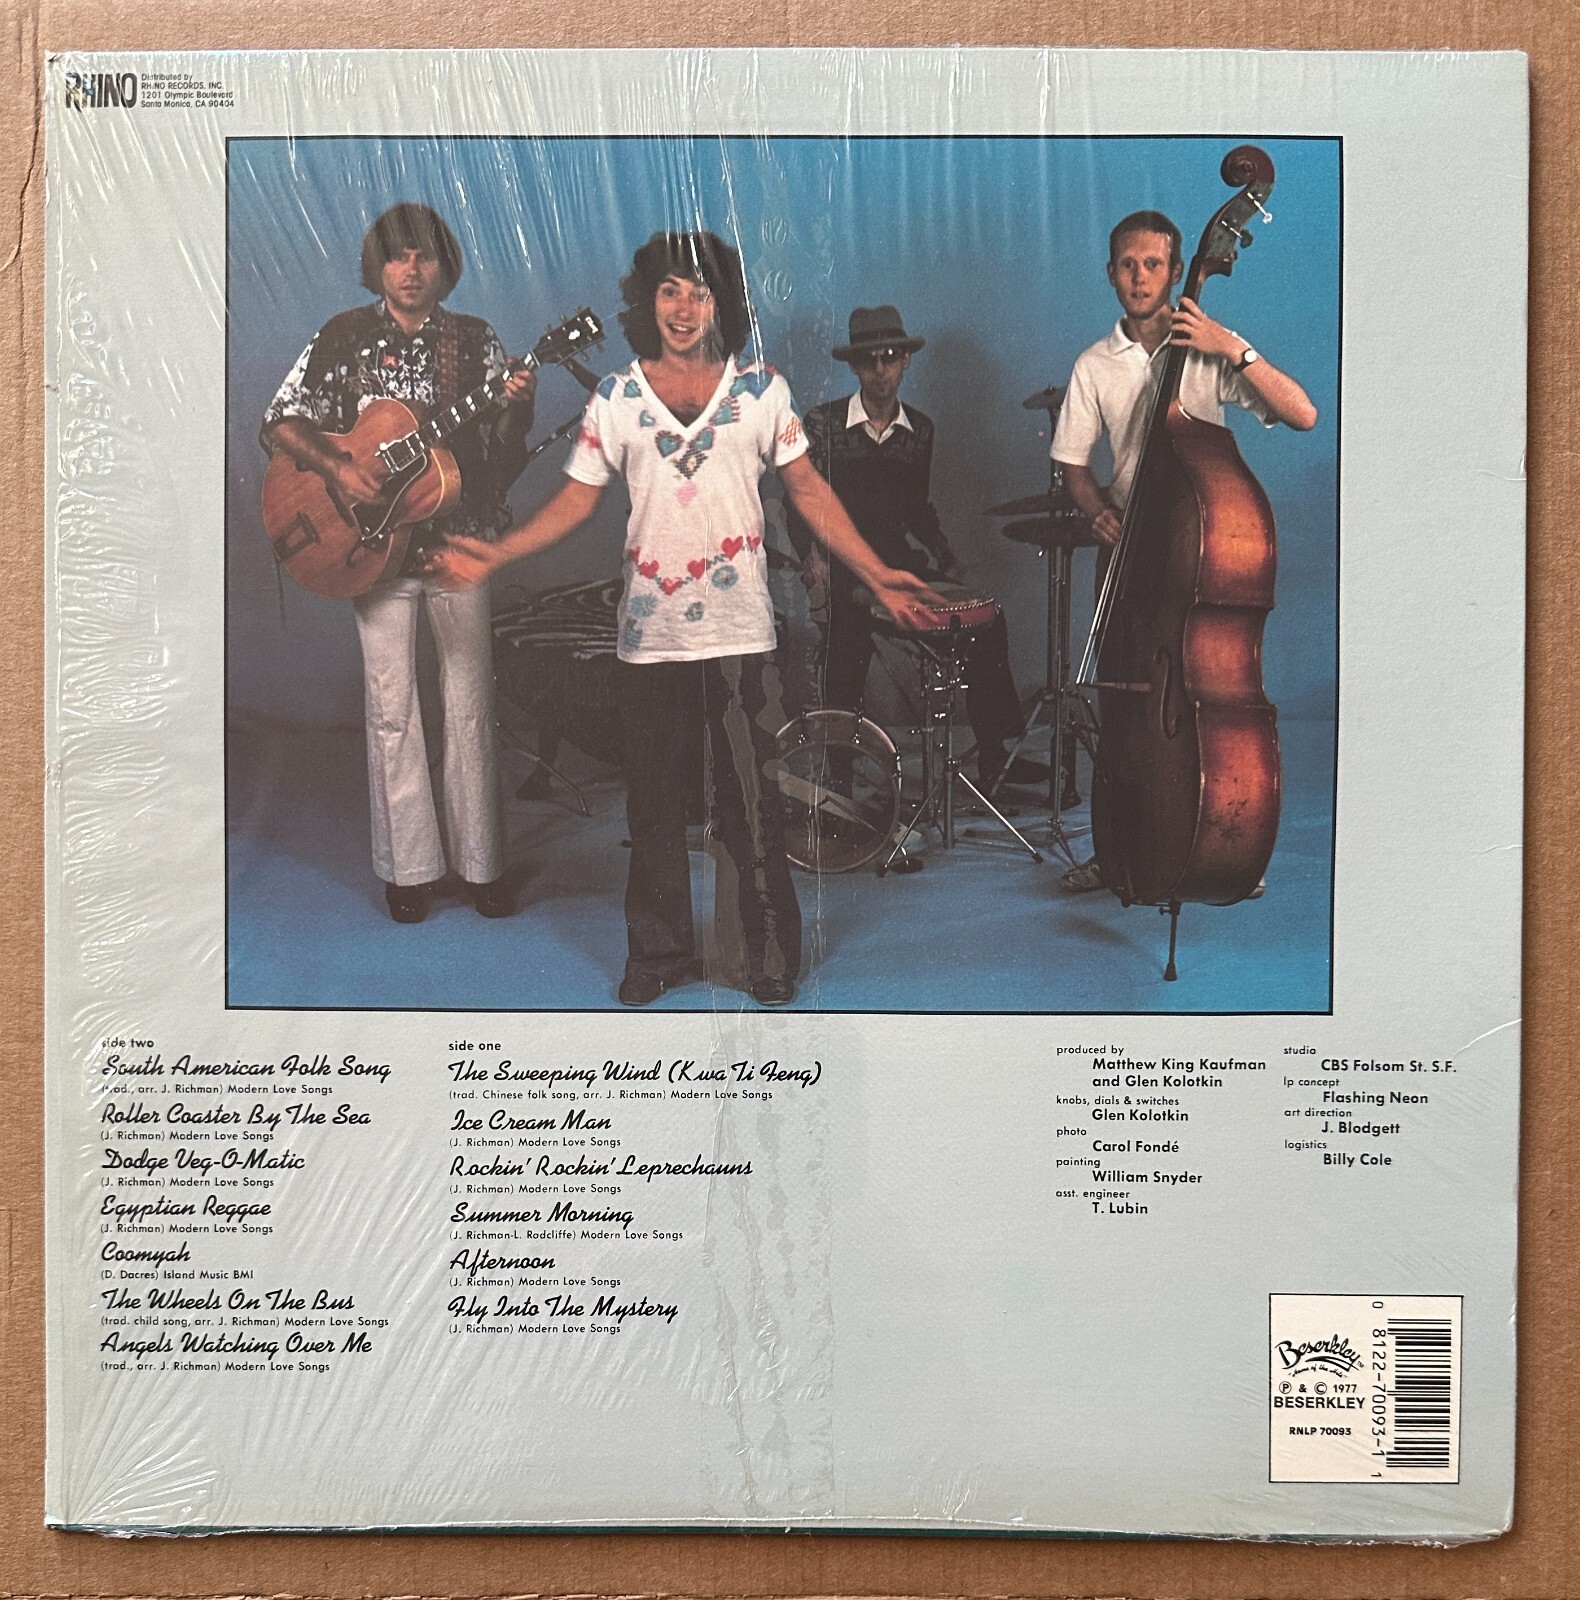 RHINO
Distributed by
RHINO RECORDS, INC.
1201 Olympic Boulevard
Santa Monica, CA 90404
side two
South American Folk Song
(trad., arr. J. Richman) Modern Love Songs
Roller Coaster By The Sea
(J. Richman) Modern Love Songs
Dodge Veg-O-Matic
(J. Richman) Modern Love Songs
Egyptian Reggae
(J. Richman) Modern Love Songs
Coomyah
(D. Dacres) Island Music BMI
The Wheels On The Bus
(trad. child song, arr. J. Richman) Modern Love Songs
Angels Watching Over Me
(trad., arr. J. Richman) Modern Love Songs
side one
The Sweeping Wind (Kwa Ti Feng)
(trad. Chinese folk song, arr. J. Richman) Modern Love Songs
Ice Cream Man
(J. Richman) Modern Love Songs
Rockin' Rockin' Leprechauns
(J. Richman) Modern Love Songs
Summer Morning
(J. Richman-L. Radcliffe) Modern Love Songs
Afternoon
(J. Richman) Modern Love Songs
Fly Into The Mystery
(J. Richman) Modern Love Songs
produced by
Matthew King Kaufman
and Glen Kolotkin
knobs, dials & switches
Glen Kolotkin
photo
Carol Fondé
painting
William Snyder
asst. engineer
T. Lubin
studio
CBS Folsom St. S.F.
lp concept
Flashing Neon
art direction
J. Blodgett
logistics
Billy Cole
Beserkley TM
"Home of the Hits"
Ⓟ & © 1977
BESERKLEY
RNLP 70093
0 8122-70093-1 1